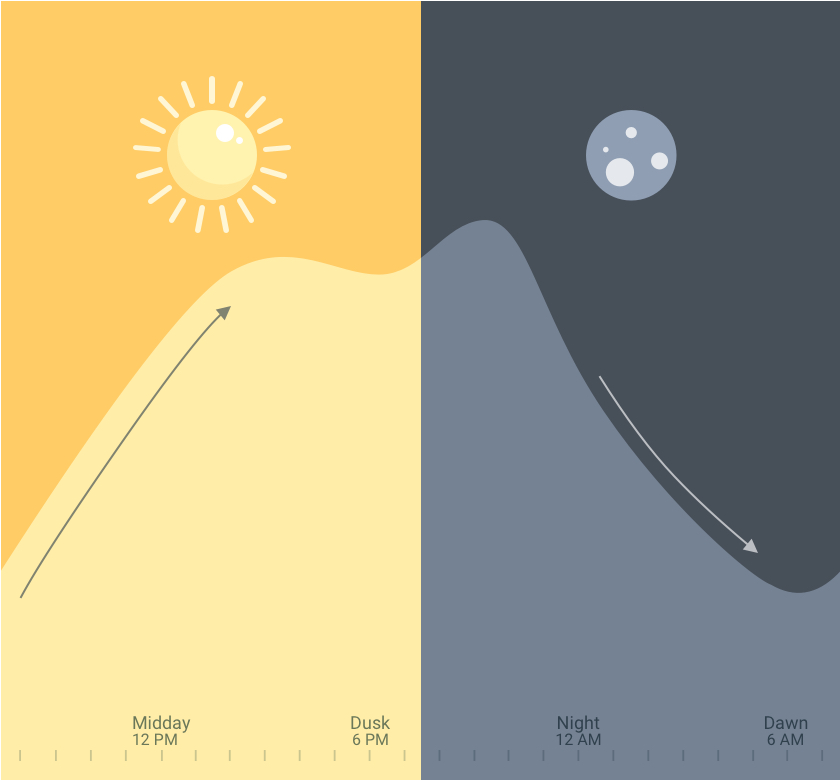 Midday
12 PM
Dusk
6 PM
Night
12 AM
Dawn
6 AM